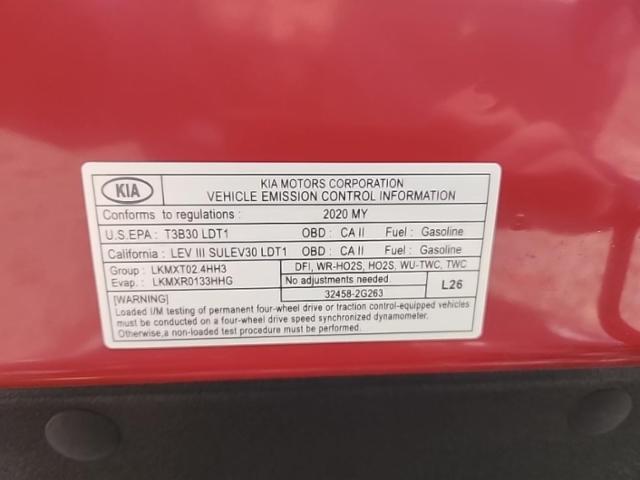 KIA
KIA MOTORS CORPORATION
VEHICLE EMISSION CONTROL INFORMATION
Conforms to regulations : 2020 MY
U.S.EPA : T3B30 LDT1 OBD : CA II Fuel : Gasoline
California : LEV III SULEV30 LDT1 OBD : CA II Fuel : Gasoline
Group : LKMXT02.4HH3
Evap. : LKMXR0133HHG
DFI, WR-HO2S, HO2S, WU-TWC, TWC
No adjustments needed
32458-2G263
L26
[WARNING]
Loaded I/M testing of permanent four-wheel drive or traction control-equipped vehicles
must be conducted on a four-wheel drive speed synchronized dynamometer.
Otherwise,a non-loaded test procedure must be performed.